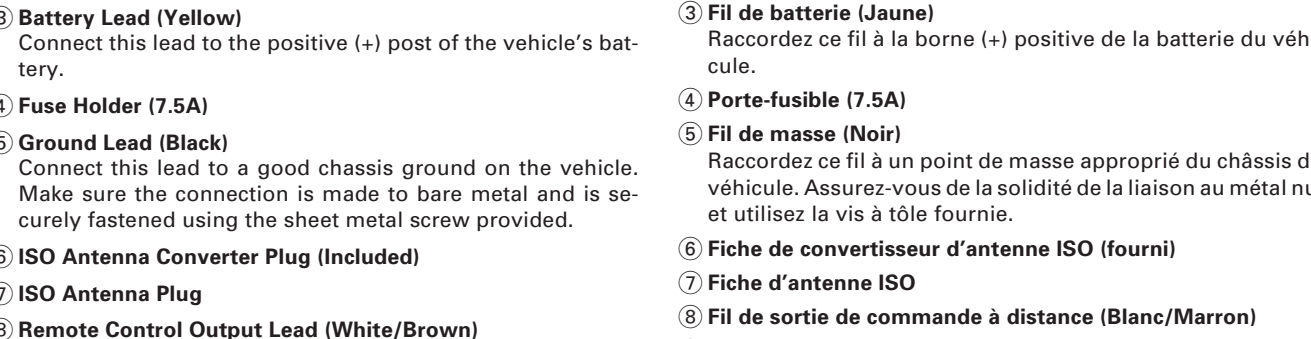 ③ Battery Lead (Yellow)
Connect this lead to the positive (+) post of the vehicle's bat-
tery.
④ Fuse Holder (7.5A)
⑤ Ground Lead (Black)
Connect this lead to a good chassis ground on the vehicle.
Make sure the connection is made to bare metal and is se-
curely fastened using the sheet metal screw provided.
⑥ ISO Antenna Converter Plug (Included)
⑦ ISO Antenna Plug
⑧ Remote Control Output Lead (White/Brown)
③ Fil de batterie (Jaune)
Raccordez ce fil à la borne (+) positive de la batterie du véh
cule.
④ Porte-fusible (7.5A)
⑤ Fil de masse (Noir)
Raccordez ce fil à un point de masse approprié du châssis d
véhicule. Assurez-vous de la solidité de la liaison au métal nu
et utilisez la vis à tôle fournie.
⑥ Fiche de convertisseur d'antenne ISO (fourni)
⑦ Fiche d'antenne ISO
⑧ Fil de sortie de commande à distance (Blanc/Marron)